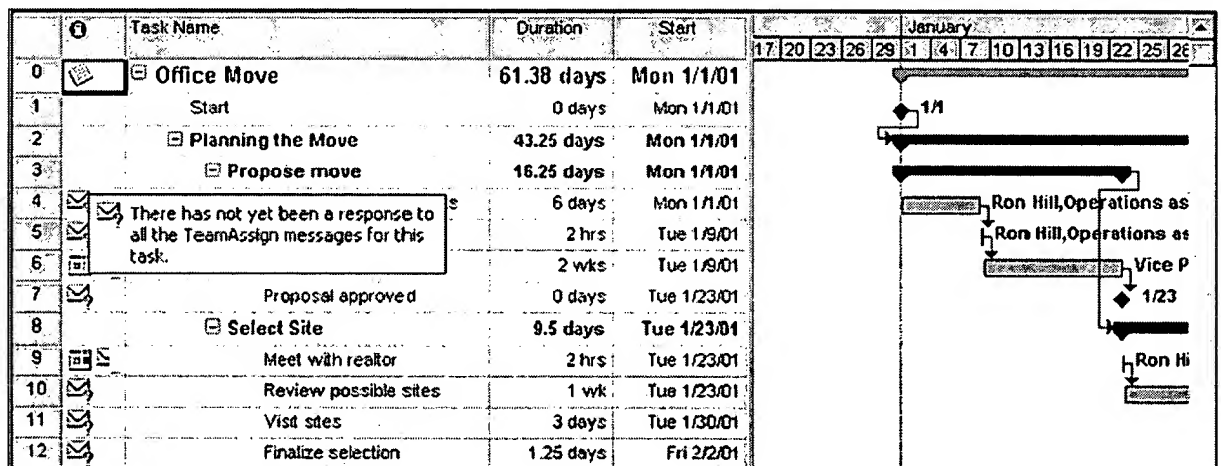 Task Name Duration Start January
17 20 23 26 29 1 4 7 10 13 16 19 22 25 28
0 Office Move 61.38 days Mon 1/1/01
1 Start 0 days Mon 1/1/01 1/1
2 Planning the Move 43.25 days Mon 1/1/01
3 Propose move 16.25 days Mon 1/1/01
4 s 6 days Mon 1/1/01 Ron Hill,Operations as
There has not yet been a response to
all the TeamAssign messages for this
task.
5 2 hrs Tue 1/9/01 Ron Hill,Operations as
6 2 wks Tue 1/9/01 Vice P
7 Proposal approved 0 days Tue 1/23/01 1/23
8 Select Site 9.5 days Tue 1/23/01
9 Meet with realtor 2 hrs Tue 1/23/01 Ron Hi
10 Review possible sites 1 wk Tue 1/23/01
11 Visit sites 3 days Tue 1/30/01
12 Finalize selection 1.25 days Fri 2/2/01